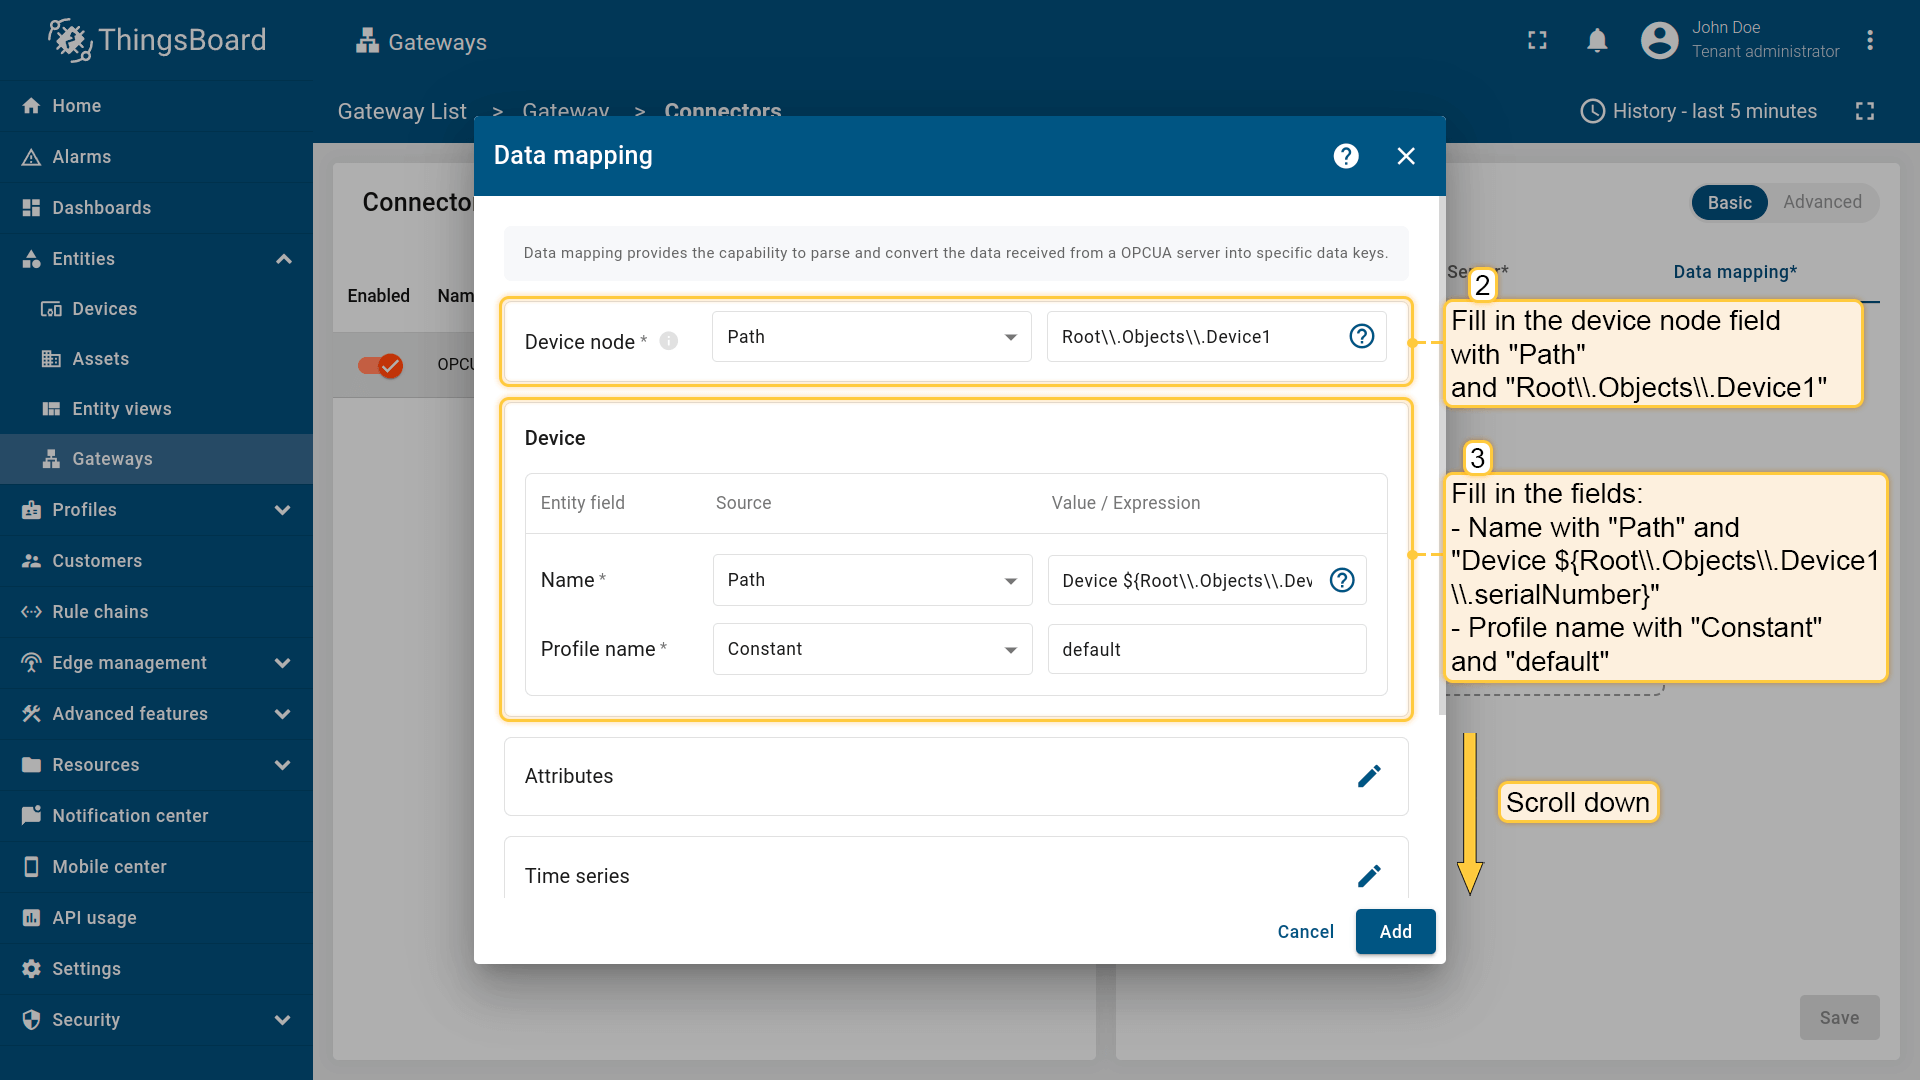 ThingsBoard
Gateways
John Doe
Tenant administrator
Gateway List > Gateway > Connectors
History - last 5 minutes
Home
Alarms
Dashboards
Entities
Devices
Assets
Entity views
Gateways
Profiles
Customers
Rule chains
Edge management
Advanced features
Resources
Notification center
Mobile center
API usage
Settings
Security
Connecto
Enabled Nam
OPCU
Data mapping
Data mapping provides the capability to parse and convert the data received from a OPCUA server into specific data keys.
Device node * Path Root\\.Objects\\.Device1
Device
Entity field Source Value / Expression
Name * Path Device ${Root\\.Objects\\.Dev
Profile name * Constant default
Attributes
Time series
Cancel Add
Basic Advanced
Data mapping*
2
Fill in the device node field
with "Path"
and "Root\\.Objects\\.Device1"
3
Fill in the fields:
- Name with "Path" and
"Device ${Root\\.Objects\\.Device1
\\.serialNumber}"
- Profile name with "Constant"
and "default"
Scroll down
Save